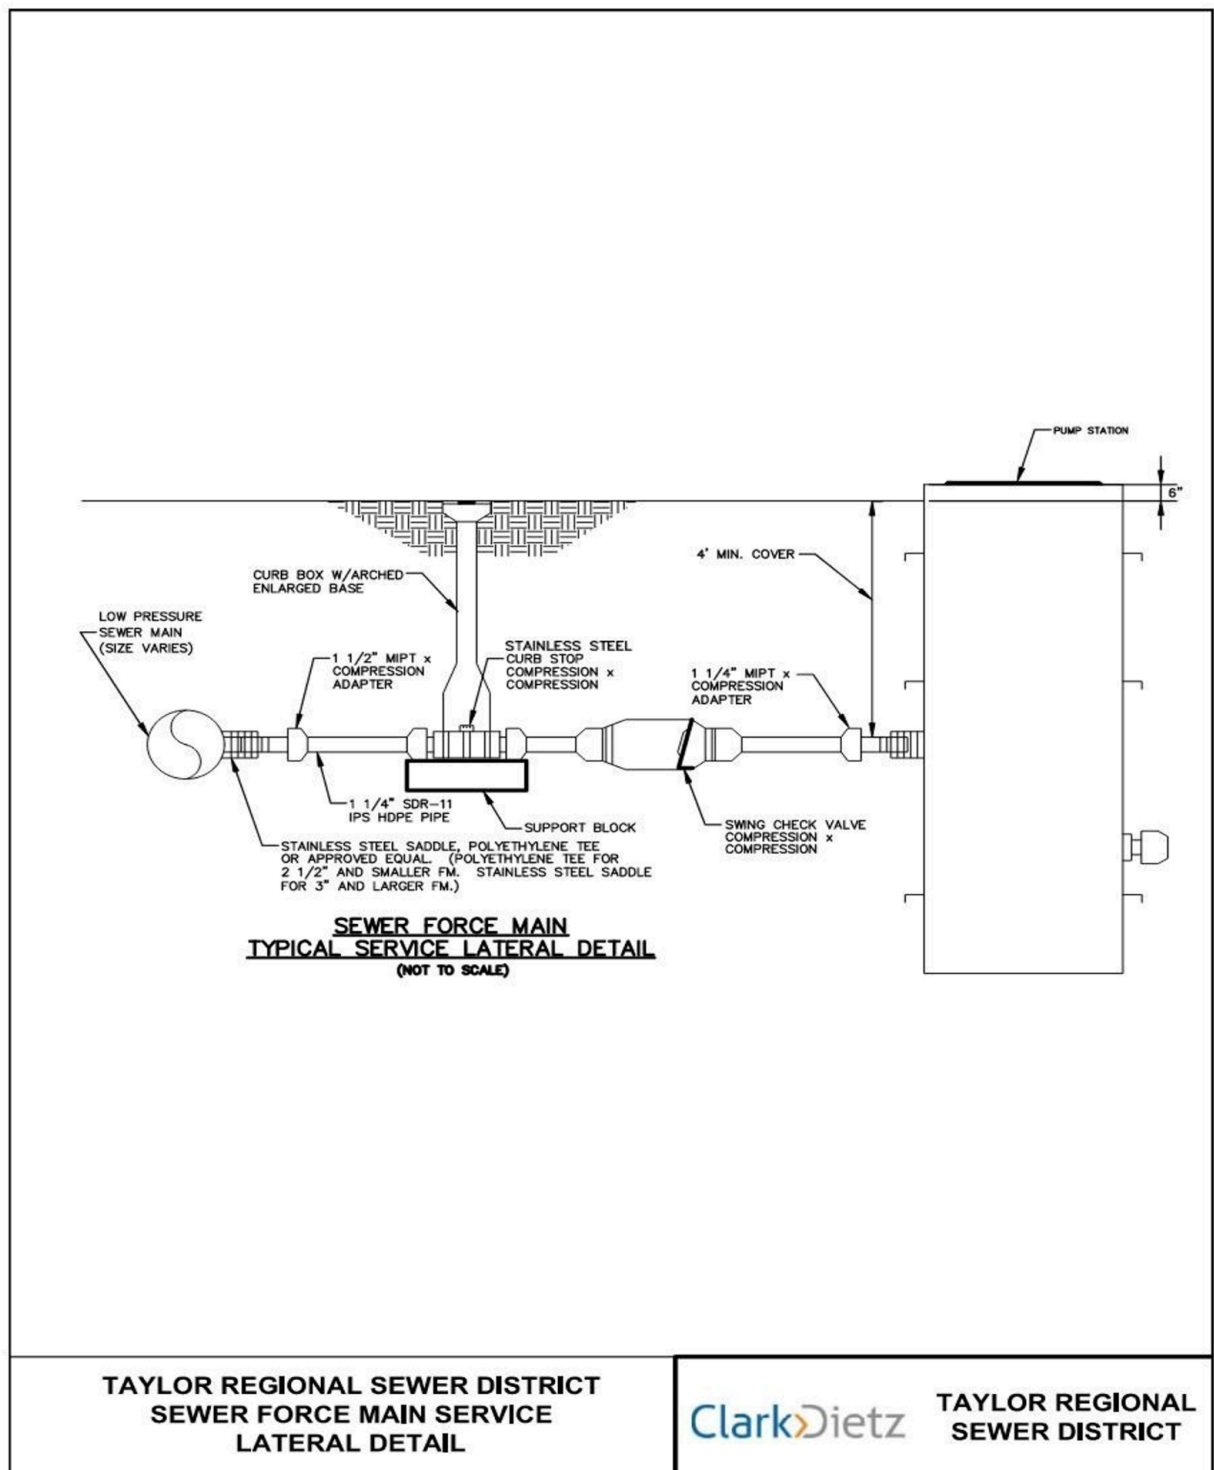 PUMP STATION
6"
4' MIN. COVER
CURB BOX W/ARCHED
ENLARGED BASE
LOW PRESSURE
SEWER MAIN
(SIZE VARIES)
1 1/2" MIPT x
COMPRESSION
ADAPTER
STAINLESS STEEL
CURB STOP
COMPRESSION x
COMPRESSION
1 1/4" MIPT x
COMPRESSION
ADAPTER
1 1/4" SDR-11
IPS HDPE PIPE
SUPPORT BLOCK
SWING CHECK VALVE
COMPRESSION x
COMPRESSION
STAINLESS STEEL SADDLE, POLYETHYLENE TEE
OR APPROVED EQUAL. (POLYETHYLENE TEE FOR
2 1/2" AND SMALLER FM. STAINLESS STEEL SADDLE
FOR 3" AND LARGER FM.)
SEWER FORCE MAIN
TYPICAL SERVICE LATERAL DETAIL
(NOT TO SCALE)
TAYLOR REGIONAL SEWER DISTRICT
SEWER FORCE MAIN SERVICE
LATERAL DETAIL
Clark>Dietz
TAYLOR REGIONAL
SEWER DISTRICT